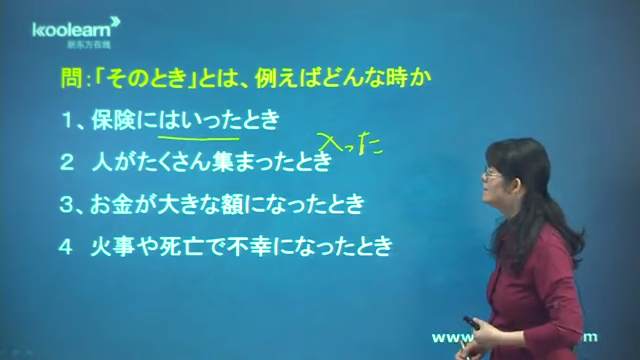 koolearn
新东方在线
問：「そのとき」とは、例えばどんな時か
1、保険にはいったとき
入った
2 人がたくさん集まったとき
3、お金が大きな額になったとき
4 火事や死亡で不幸になったとき
www.
m